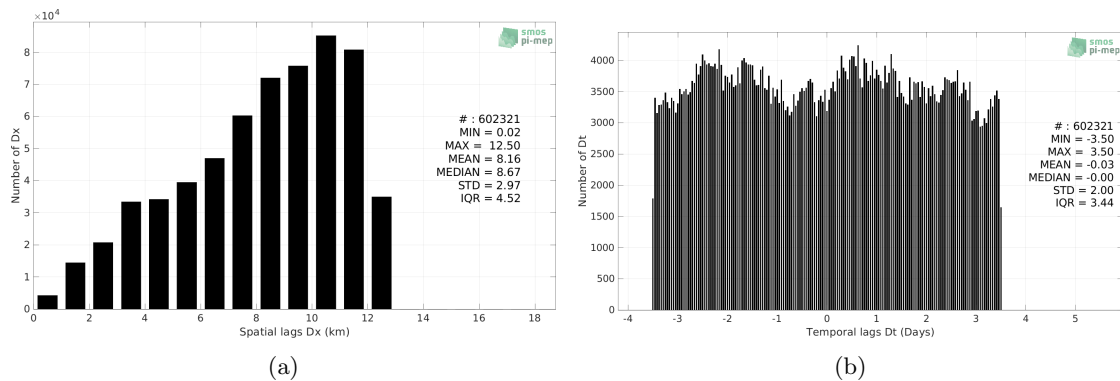 ×10⁴
8
7
6
5
4
3
2
1
0
Number of Dx
smos
pi-mep
# : 602321
MIN = 0.02
MAX = 12.50
MEAN = 8.16
MEDIAN = 8.67
STD = 2.97
IQR = 4.52
0 2 4 6 8 10 12 14 16 18
Spatial lags Dx (km)
(a)
4000
3500
3000
2500
2000
1500
1000
500
0
Number of Dt
smos
pi-mep
# : 602321
MIN = -3.50
MAX = 3.50
MEAN = -0.03
MEDIAN = -0.00
STD = 2.00
IQR = 3.44
-4 -3 -2 -1 0 1 2 3 4 5
Temporal lags Dt (Days)
(b)